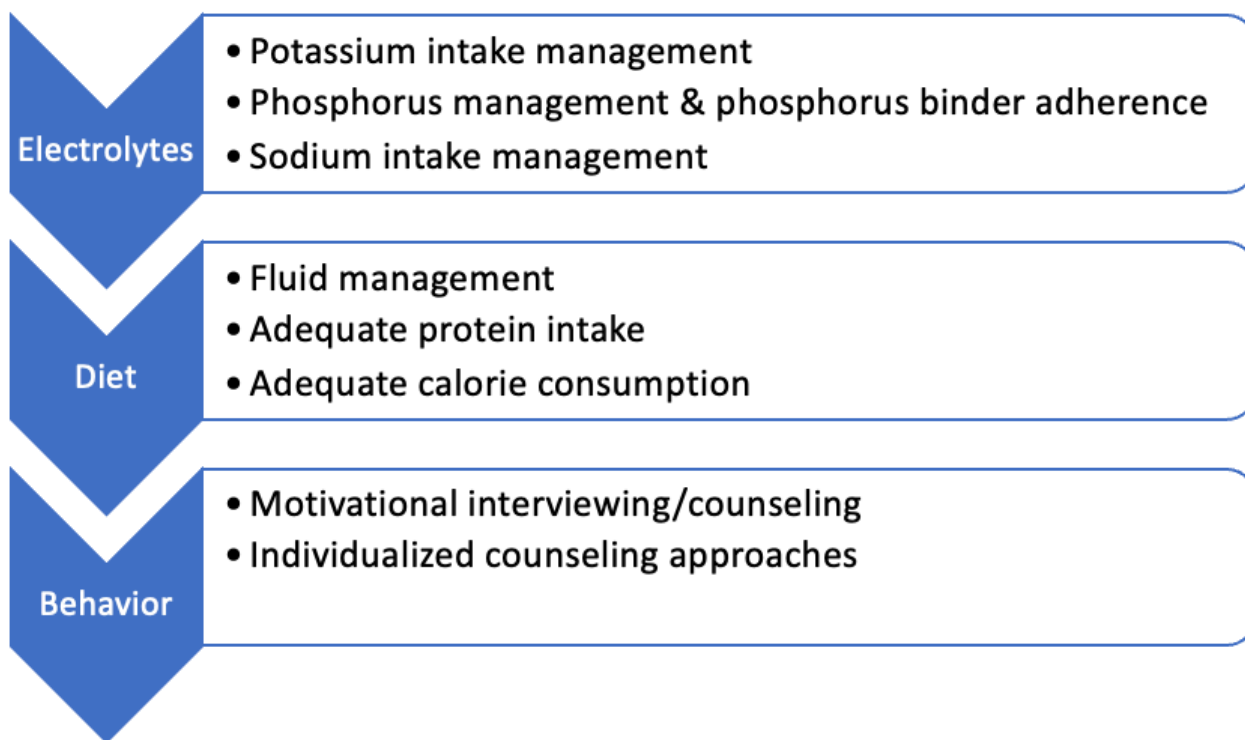 Electrolytes
• Potassium intake management
• Phosphorus management & phosphorus binder adherence
• Sodium intake management
Diet
• Fluid management
• Adequate protein intake
• Adequate calorie consumption
Behavior
• Motivational interviewing/counseling
• Individualized counseling approaches